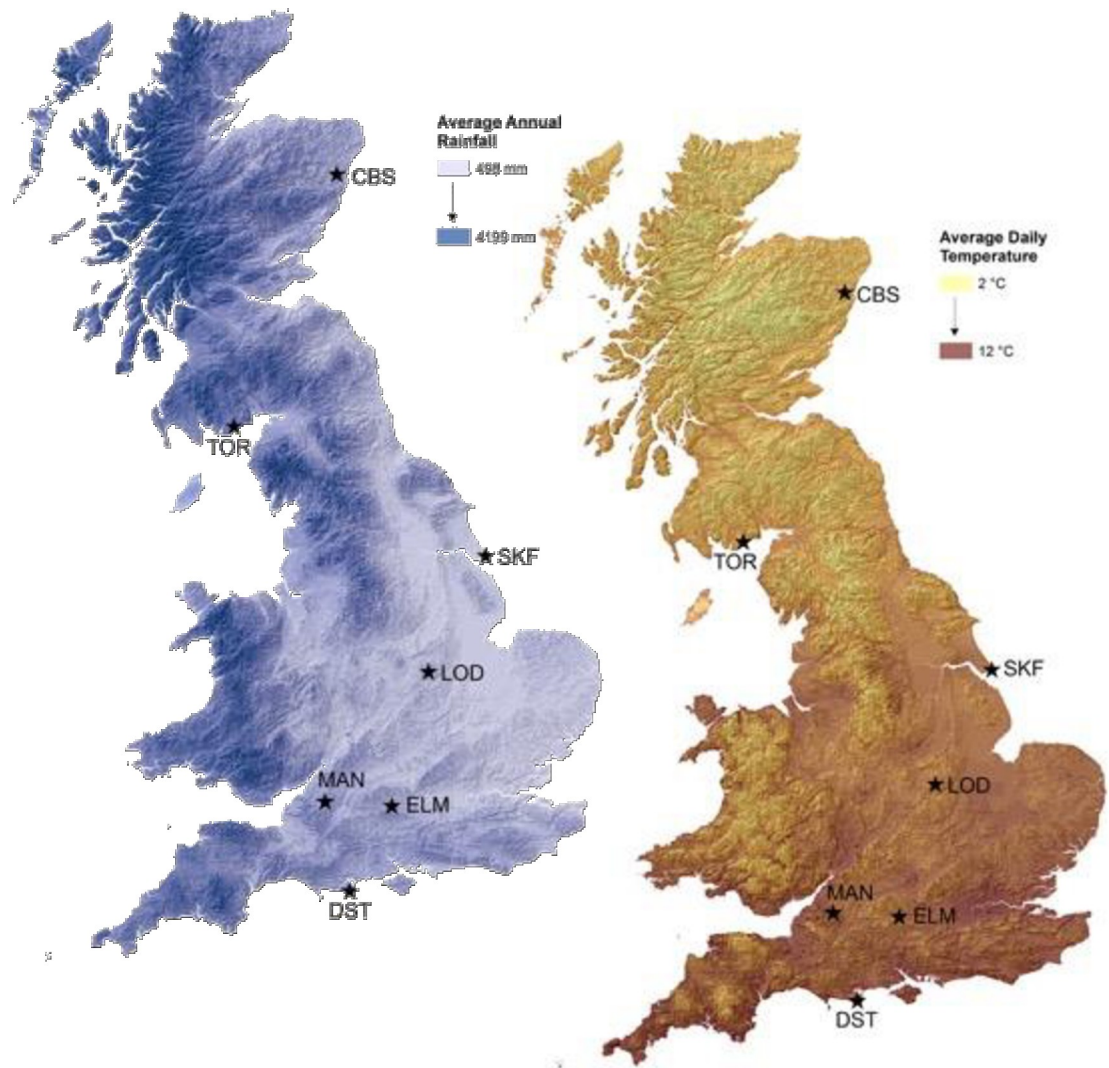 Average Annual
Rainfall
498 mm
4199 mm
CBS
TOR
SKF
LOD
MAN
ELM
DST
Average Daily
Temperature
2 °C
12 °C
CBS
TOR
SKF
LOD
MAN
ELM
DST